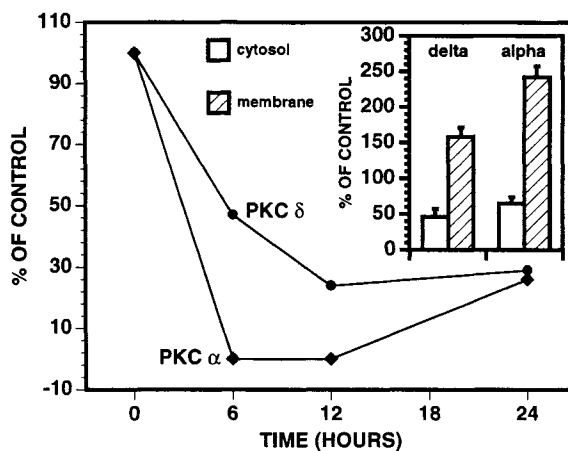 110
90
70
50
30
10
-10
% OF CONTROL
cytosol
membrane
PKC δ
PKC α
0
6
12
18
24
TIME (HOURS)
300
250
200
150
100
50
0
% OF CONTROL
delta
alpha